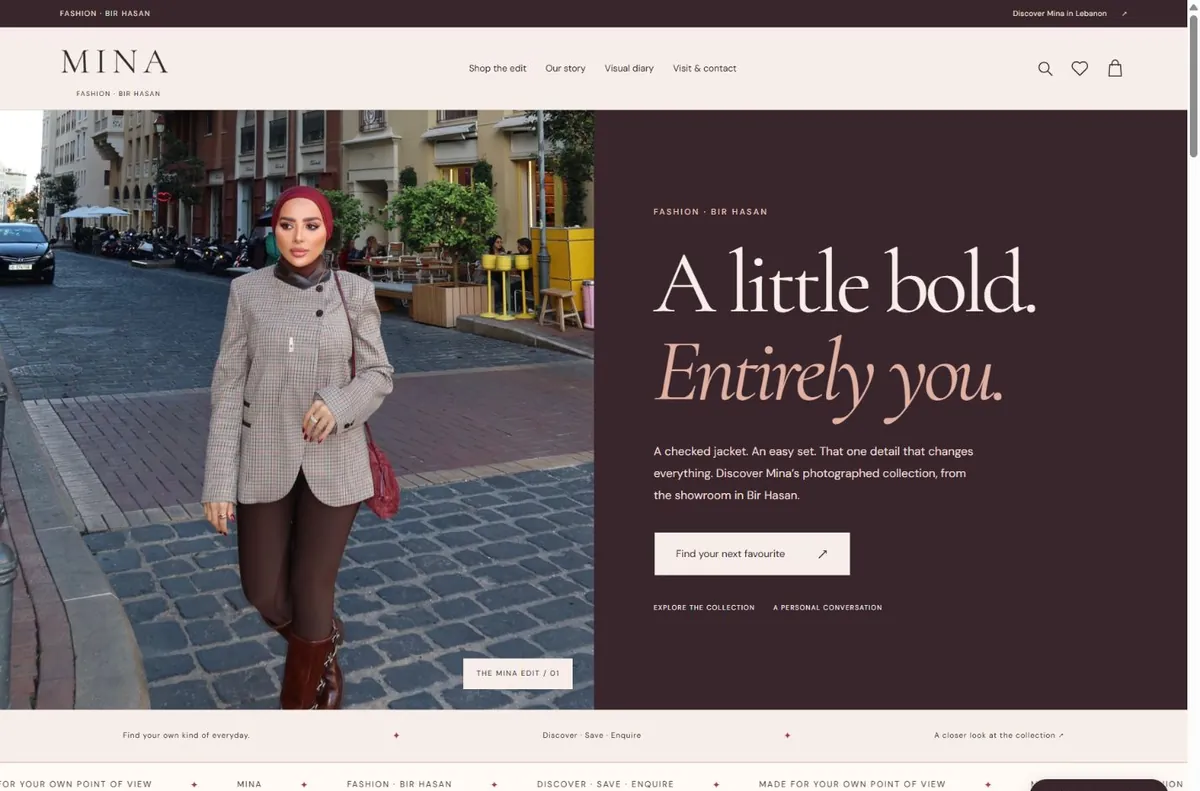 FASHION · BIR HASAN
Discover Mina in Lebanon ↗
MINA
FASHION · BIR HASAN
Shop the edit
Our story
Visual diary
Visit & contact
FASHION · BIR HASAN
A little bold.
Entirely you.
A checked jacket. An easy set. That one detail that changes
everything. Discover Mina's photographed collection, from
the showroom in Bir Hasan.
Find your next favourite ↗
EXPLORE THE COLLECTION
A PERSONAL CONVERSATION
THE MINA EDIT / 01
Find your own kind of everyday. ✦ Discover · Save · Enquire ✦ A closer look at the collection ↗
FOR YOUR OWN POINT OF VIEW ✦ MINA ✦ FASHION · BIR HASAN ✦ DISCOVER · SAVE · ENQUIRE ✦ MADE FOR YOUR OWN POINT OF VIEW ✦